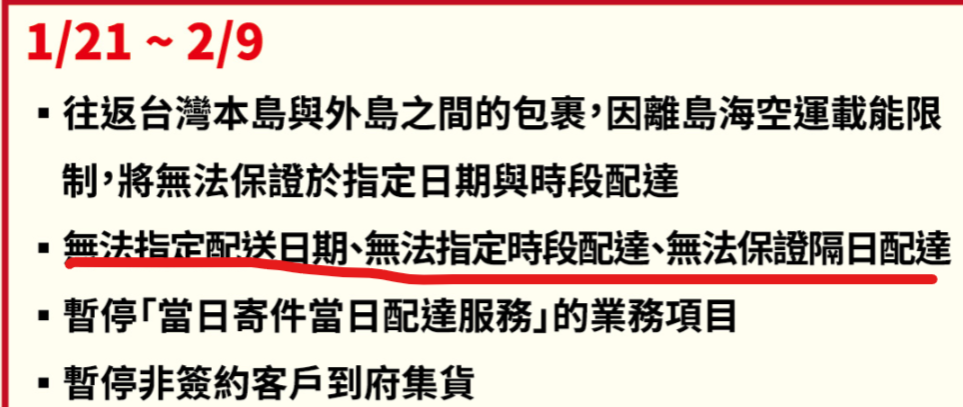 1/21 ~ 2/9
▪ 往返台灣本島與外島之間的包裹,因離島海空運載能限
制,將無法保證於指定日期與時段配達
▪ 無法指定配送日期、無法指定時段配達、無法保證隔日配達
▪ 暫停「當日寄件當日配達服務」的業務項目
▪ 暫停非簽約客戶到府集貨